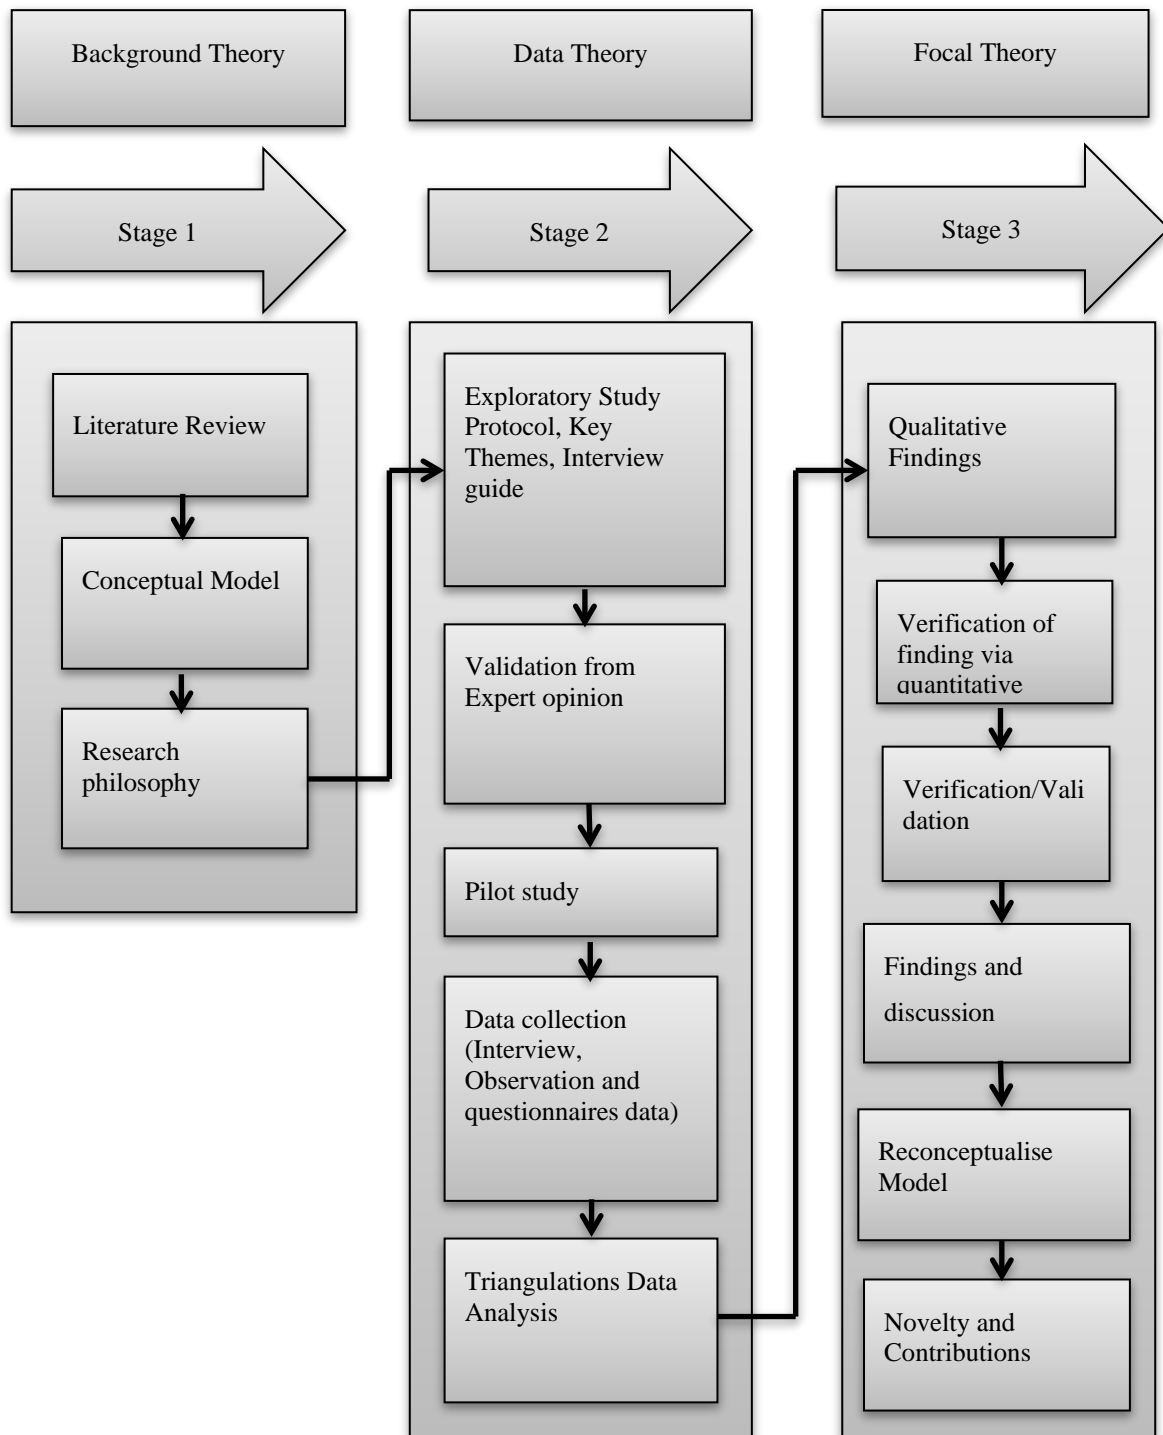 Background Theory
Data Theory
Focal Theory
Stage 1
Stage 2
Stage 3
Literature Review
Conceptual Model
Research
philosophy
Exploratory Study
Protocol, Key
Themes, Interview
guide
Validation from
Expert opinion
Pilot study
Data collection
(Interview,
Observation and
questionnaires data)
Triangulations Data
Analysis
Qualitative
Findings
Verification of
finding via
quantitative
Verification/Vali
dation
Findings and
discussion
Reconceptualise
Model
Novelty and
Contributions